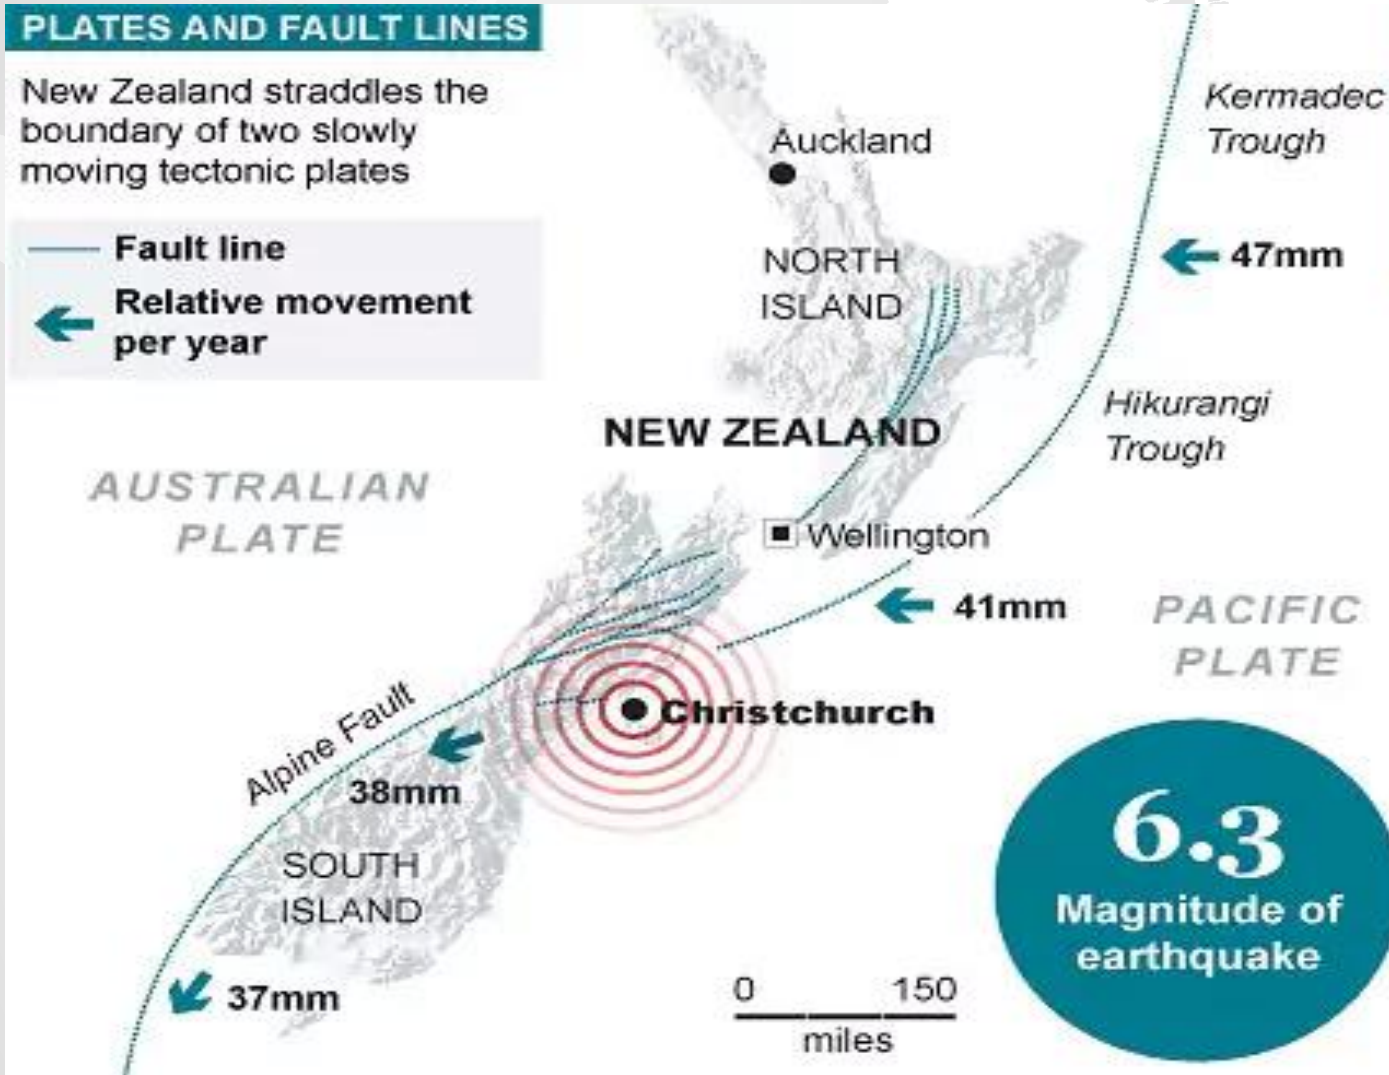 PLATES AND FAULT LINES
New Zealand straddles the
boundary of two slowly
moving tectonic plates
Fault line
Relative movement
per year
Kermadec
Trough
Auckland
47mm
NORTH
ISLAND
Hikurangi
Trough
NEW ZEALAND
AUSTRALIAN
PLATE
Wellington
41mm
PACIFIC
PLATE
Christchurch
Alpine Fault
38mm
SOUTH
ISLAND
37mm
6.3
Magnitude of
earthquake
0 150
miles